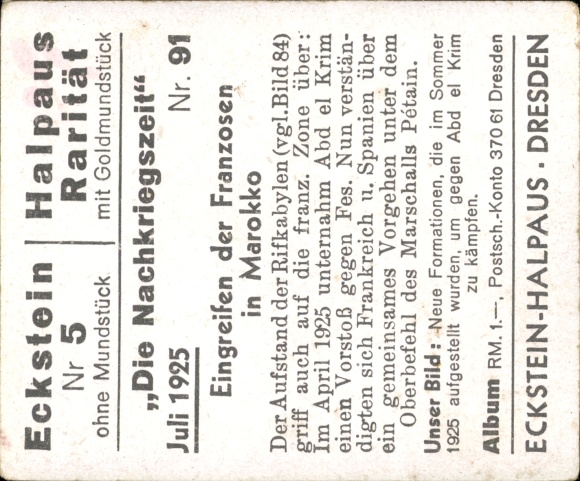 Eckstein Halpaus
Nr 5 Rarität
ohne Mundstück mit Goldmundstück
„Die Nachkriegszeit“
Juli 1925 Nr. 91
Eingreifen der Franzosen
in Marokko
Der Aufstand der Rifkabylen (vgl. Bild 84)
griff auch auf die franz. Zone über:
Im April 1925 unternahm Abd el Krim
einen Vorstoß gegen Fes. Nun verstän-
digten sich Frankreich u. Spanien über
ein gemeinsames Vorgehen unter dem
Oberbefehl des Marschalls Pétain.
Unser Bild: Neue Formationen, die im Sommer
1925 aufgestellt wurden, um gegen Abd el Krim
zu kämpfen.
Album RM. 1.—, Postsch.-Konto 370 61 Dresden
ECKSTEIN-HALPAUS · DRESDEN